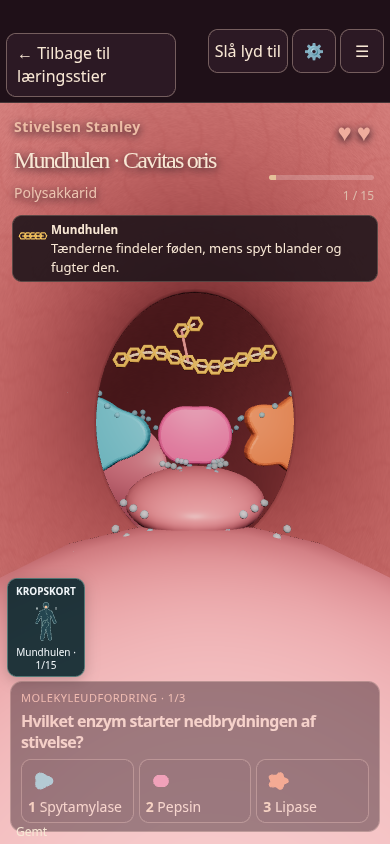 ← Tilbage til
læringsstier
Slå lyd til
Stivelsen Stanley
Mundhulen · Cavitas oris
Polysakkarid
1 / 15
Mundhulen
Tænderne findeler føden, mens spyt blander og
fugter den.
KROPSKORT
Mundhulen ·
1/15
MOLEKYLEUDFORDRING · 1/3
Hvilket enzym starter nedbrydningen af
stivelse?
1 Spytamylase
2 Pepsin
3 Lipase
Gemt